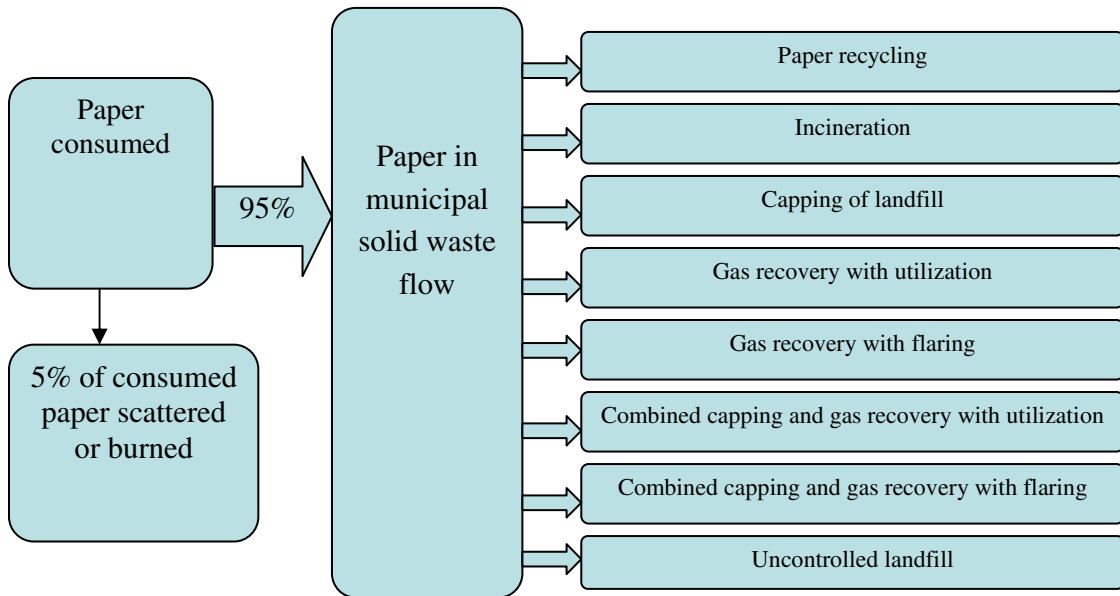 Paper
consumed
95%
5% of consumed
paper scattered
or burned
Paper in
municipal
solid waste
flow
Paper recycling
Incineration
Capping of landfill
Gas recovery with utilization
Gas recovery with flaring
Combined capping and gas recovery with utilization
Combined capping and gas recovery with flaring
Uncontrolled landfill